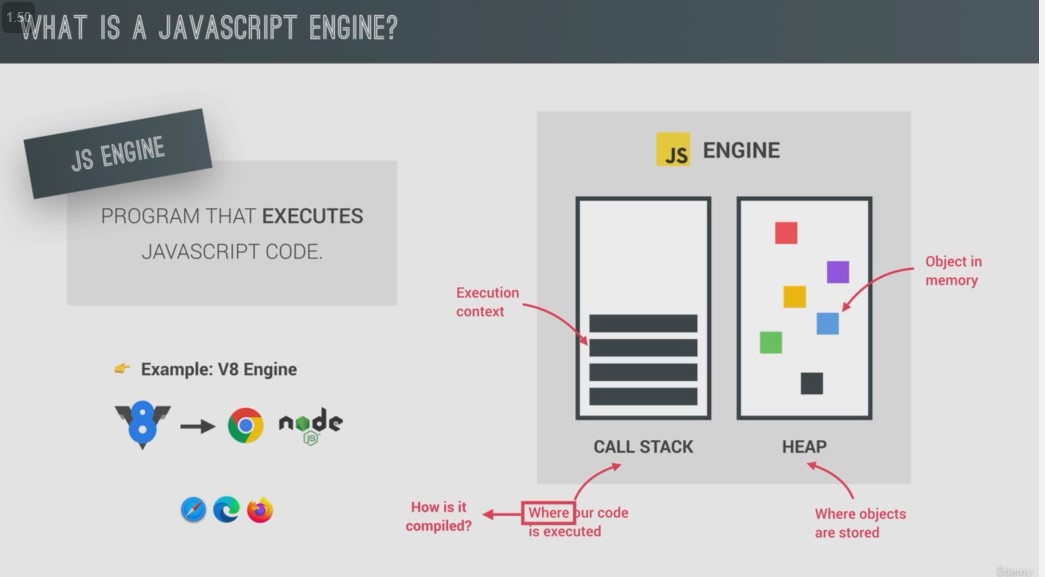 1.50
WHAT IS A JAVASCRIPT ENGINE?
JS ENGINE
PROGRAM THAT EXECUTES
JAVASCRIPT CODE.
👉 Example: V8 Engine
V8
node
JS
JS ENGINE
Execution
context
Object in
memory
CALL STACK
HEAP
How is it
compiled?
Where our code
is executed
Where objects
are stored
ûdemy